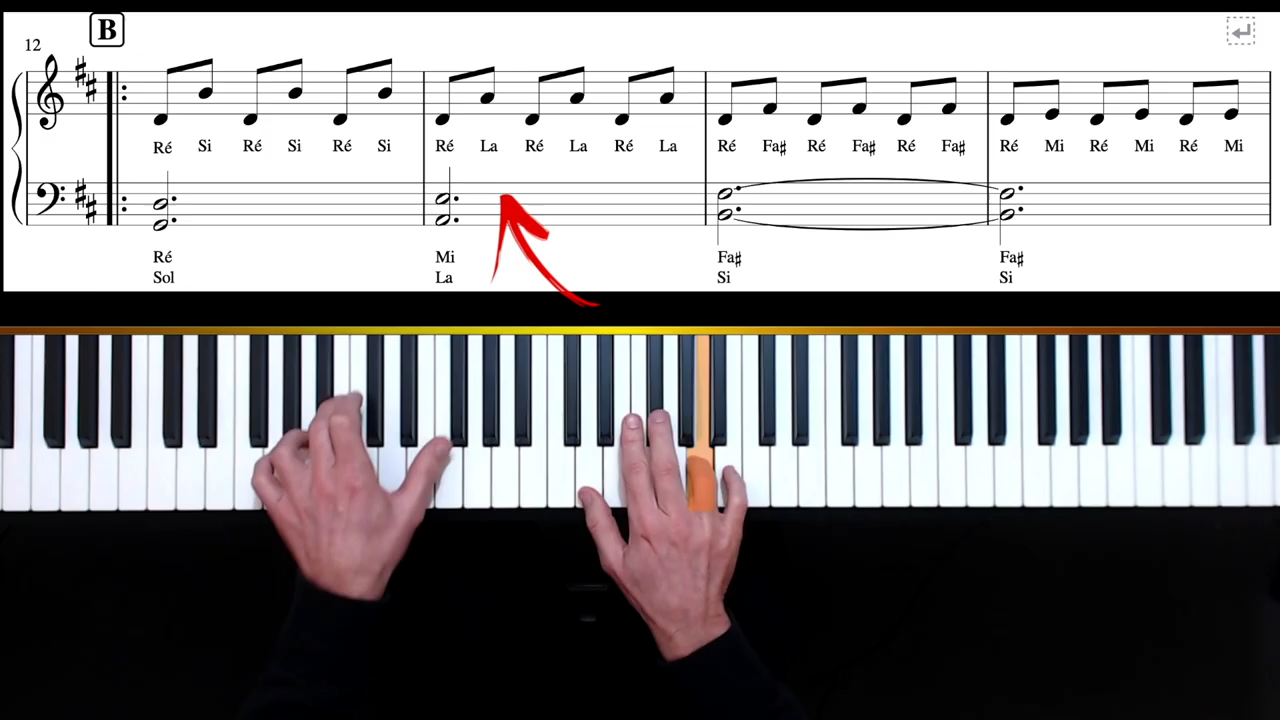 B
12
Ré Si Ré Si Ré Si Ré La Ré La Ré La Ré Fa♯ Ré Fa♯ Ré Fa♯ Ré Mi Ré Mi Ré Mi
Ré Mi Fa♯ Fa♯
Sol La Si Si